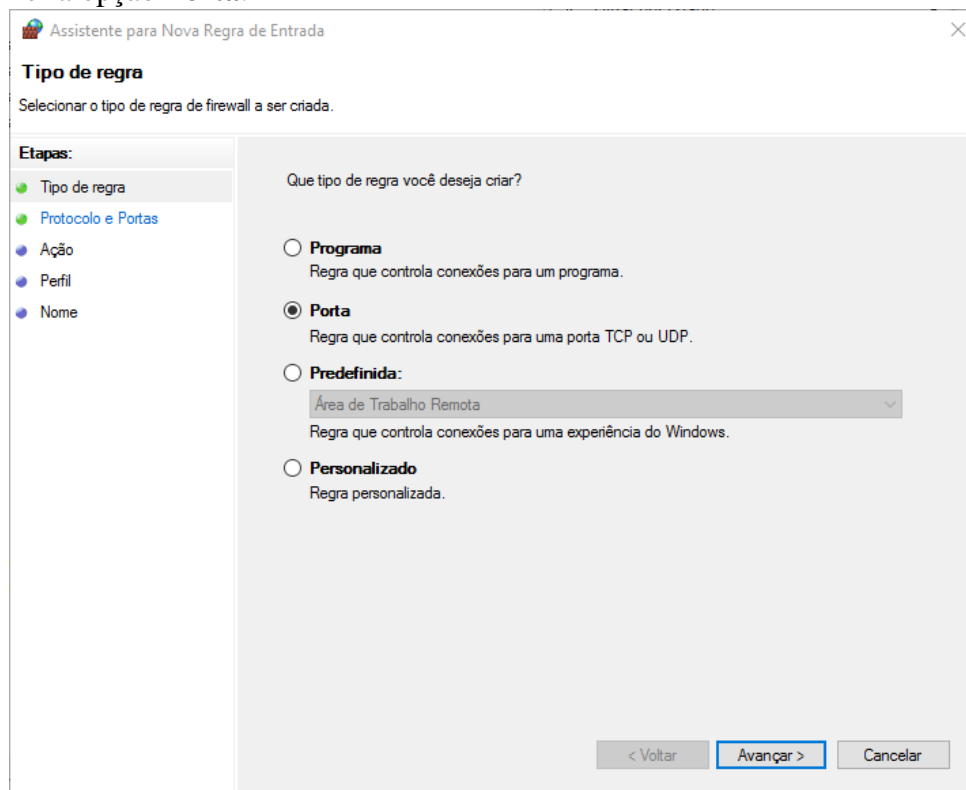 Assistente para Nova Regra de Entrada
Tipo de regra
Selecionar o tipo de regra de firewall a ser criada.
Etapas:
Tipo de regra
Protocolo e Portas
Ação
Perfil
Nome
Que tipo de regra você deseja criar?
Programa
Regra que controla conexões para um programa.
Porta
Regra que controla conexões para uma porta TCP ou UDP.
Predefinida:
Área de Trabalho Remota
Regra que controla conexões para uma experiência do Windows.
Personalizado
Regra personalizada.
< Voltar
Avançar >
Cancelar